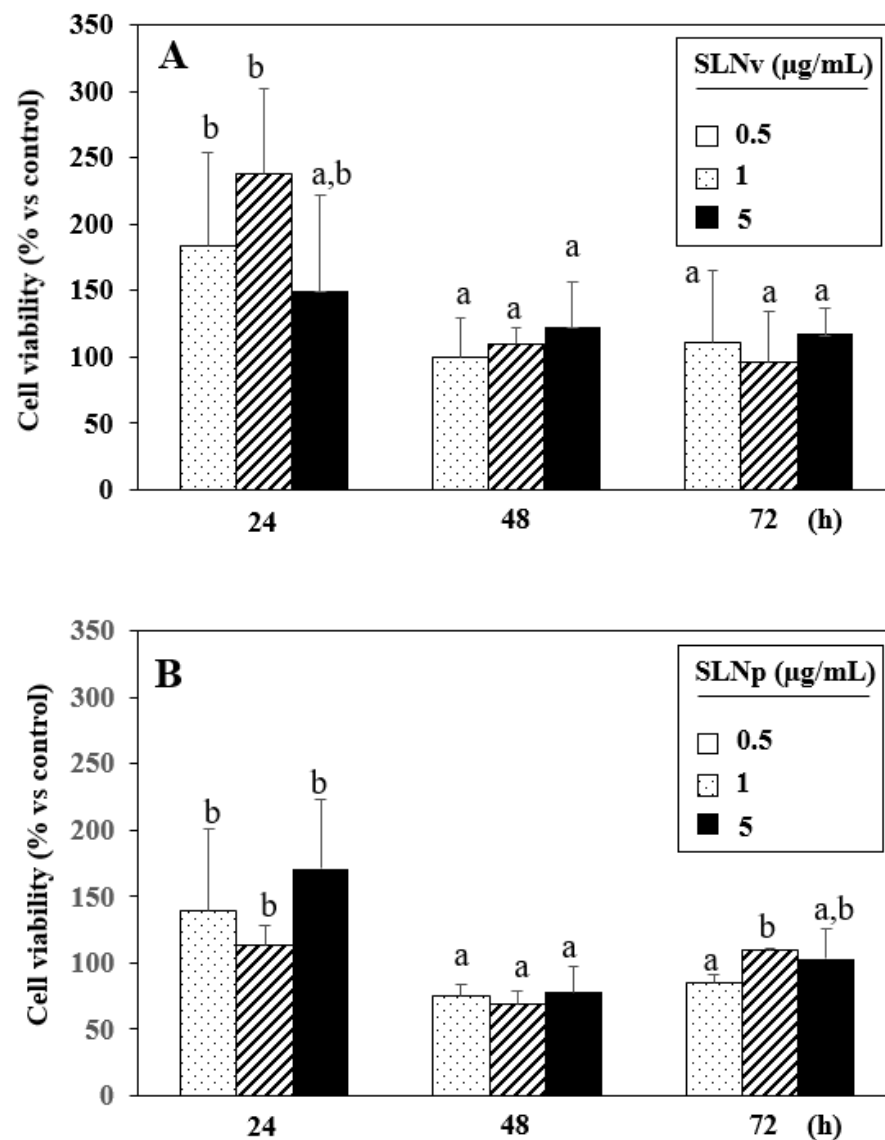 350
A
b
SLNv (µg/mL)
300
b
0.5
250
a,b
1
200
a
5
150
a
a
a
a
a
100
50
0
Cell viability (% vs control)
24
48
72
(h)
350
B
SLNp (µg/mL)
300
0.5
250
b
b
1
200
5
150
b
a,b
b
100
a
a
a
a
50
0
Cell viability (% vs control)
24
48
72
(h)